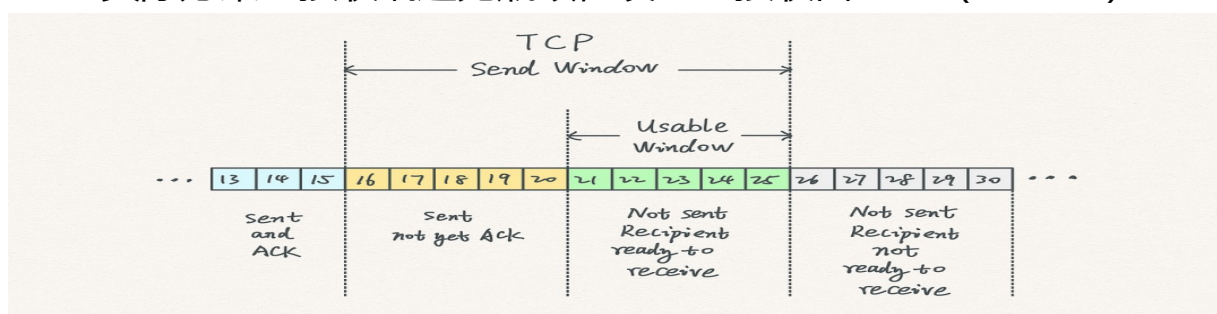 TCP
Send Window
Usable
Window
... 13 14 15 16 17 18 19 20 21 22 23 24 25 26 27 28 29 30 ...
Sent
and
ACK
Sent
not yet Ack
Not sent
Recipient
ready to
receive
Not sent
Recipient
not
ready to
receive